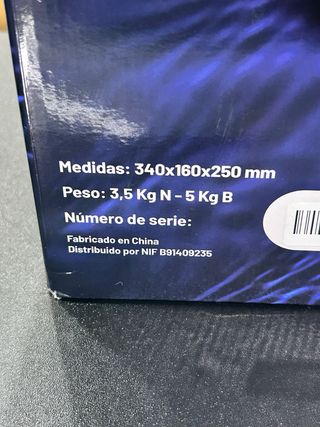 Medidas: 340x160x250 mm
Peso: 3,5 Kg N - 5 Kg B
Número de serie:
Fabricado en China
Distribuido por NIF B91409235